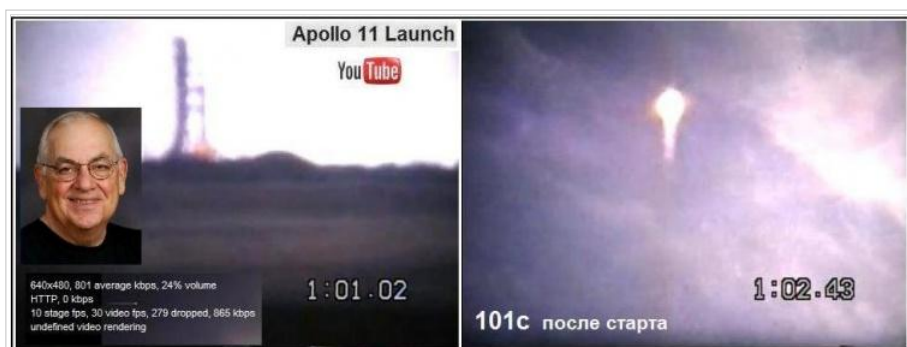 Apollo 11 Launch
YouTube
640x480, 801 average kbps, 24% volume
HTTP, 0 kbps
10 stage fps, 30 video fps, 279 dropped, 865 kbps
undefined video rendering
1:01.02
1:02.43
101с после старта